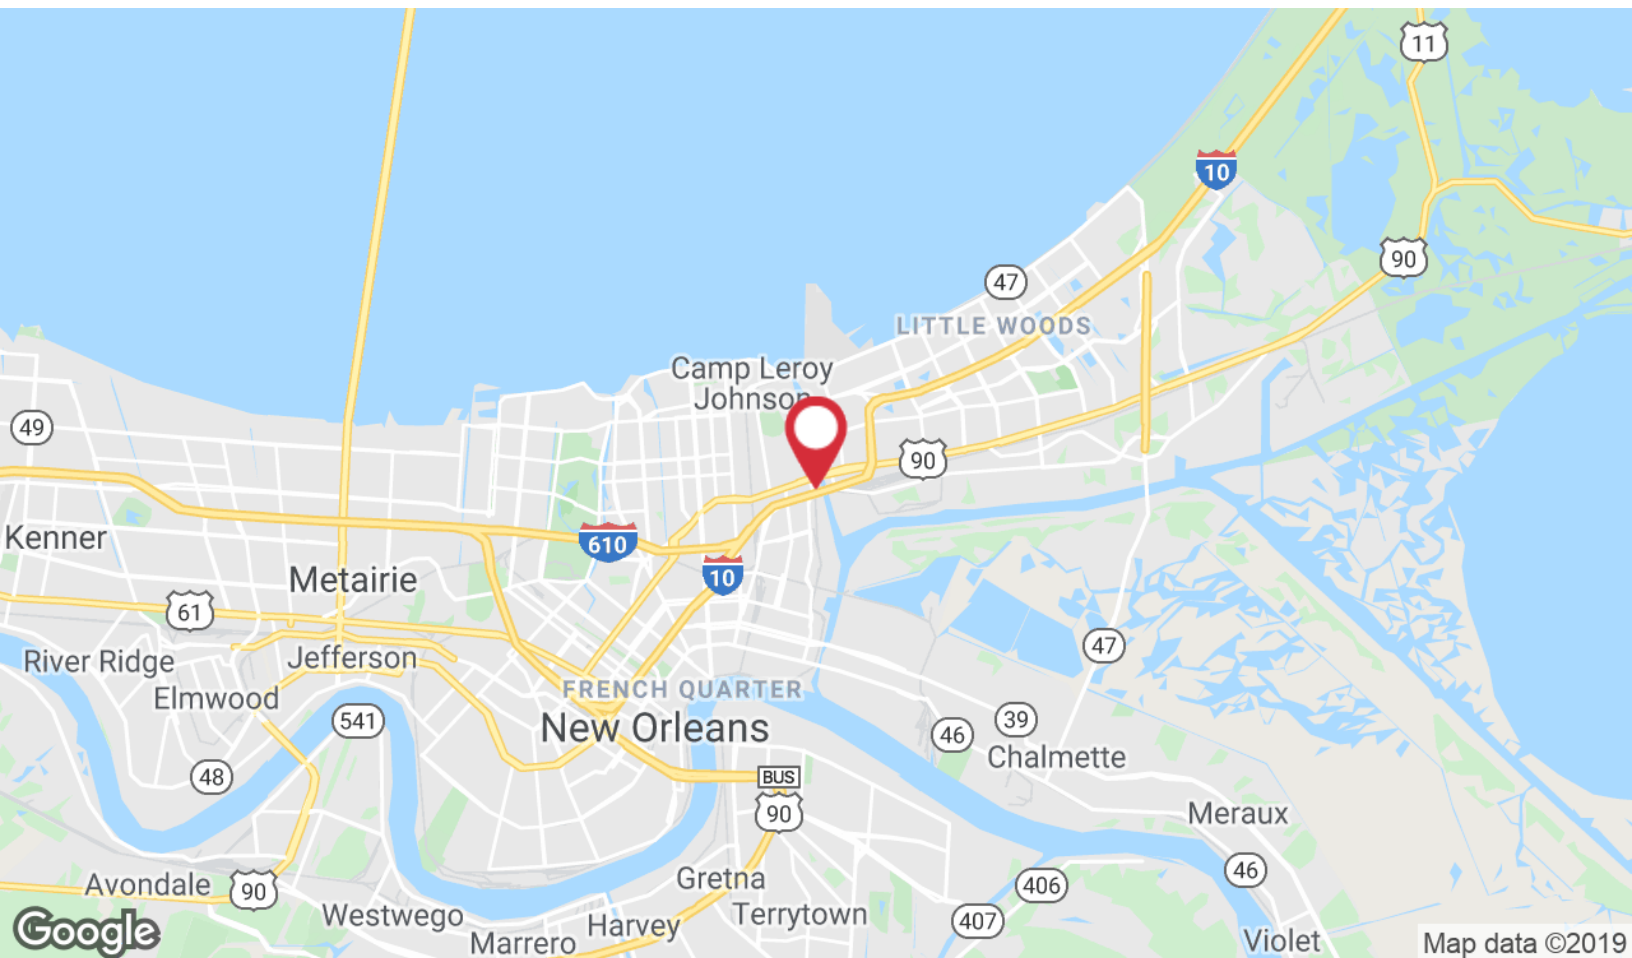 11
10
90
47
LITTLE WOODS
Camp Leroy
Johnson
49
90
Kenner
610
10
Metairie
61
47
River Ridge
Jefferson
Elmwood
FRENCH QUARTER
New Orleans
541
39
46
Chalmette
48
BUS
90
Meraux
46
Avondale
90
Gretna
406
Westwego
Harvey
Terrytown
407
Marrero
Violet
Google
Map data ©2019